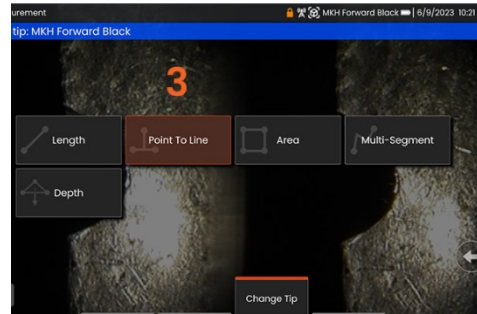 urement MKH Forward Black 6/9/2023 10:21
tip: MKH Forward Black
3
Length Point To Line Area Multi-Segment
Depth
Change Tip